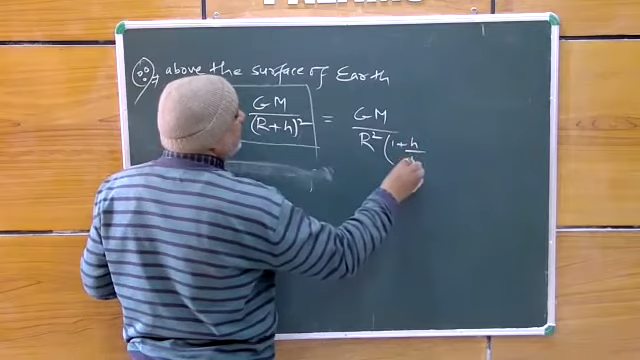 above the surface of Earth
GM / (R+h)² = GM / R² (1+h/